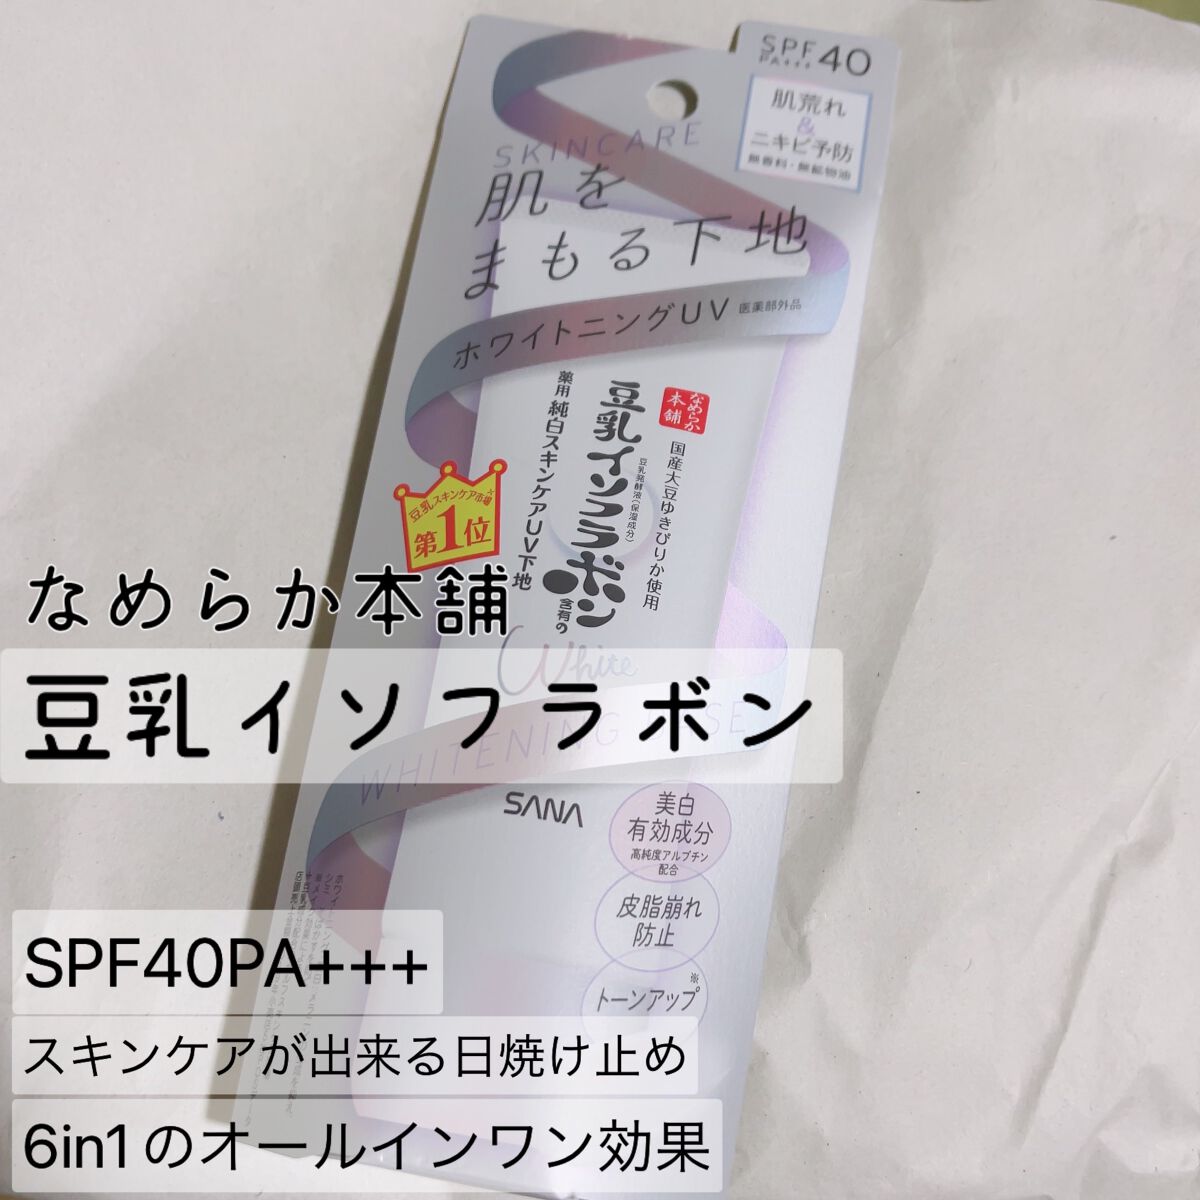 SPF40
PA+++
肌荒れ
&
ニキビ予防
無香料・無鉱物油
SKINCARE
肌を
まもる下地
ホワイトニングUV 医薬部外品
なめらか
本舗
国産大豆ゆきぴりか使用
豆乳発酵液(保湿成分)
豆乳イソフラボン
含有の
薬用 純白スキンケアUV下地
豆乳スキンケア市場※
第1位
White
なめらか本舗
豆乳イソフラボン
WHITENING
SE
SANA
美白
有効成分
高純度アルブチン
配合
皮脂崩れ
防止
※
トーンアップ
SPF40PA+++
スキンケアが出来る日焼け止め
6in1のオールインワン効果